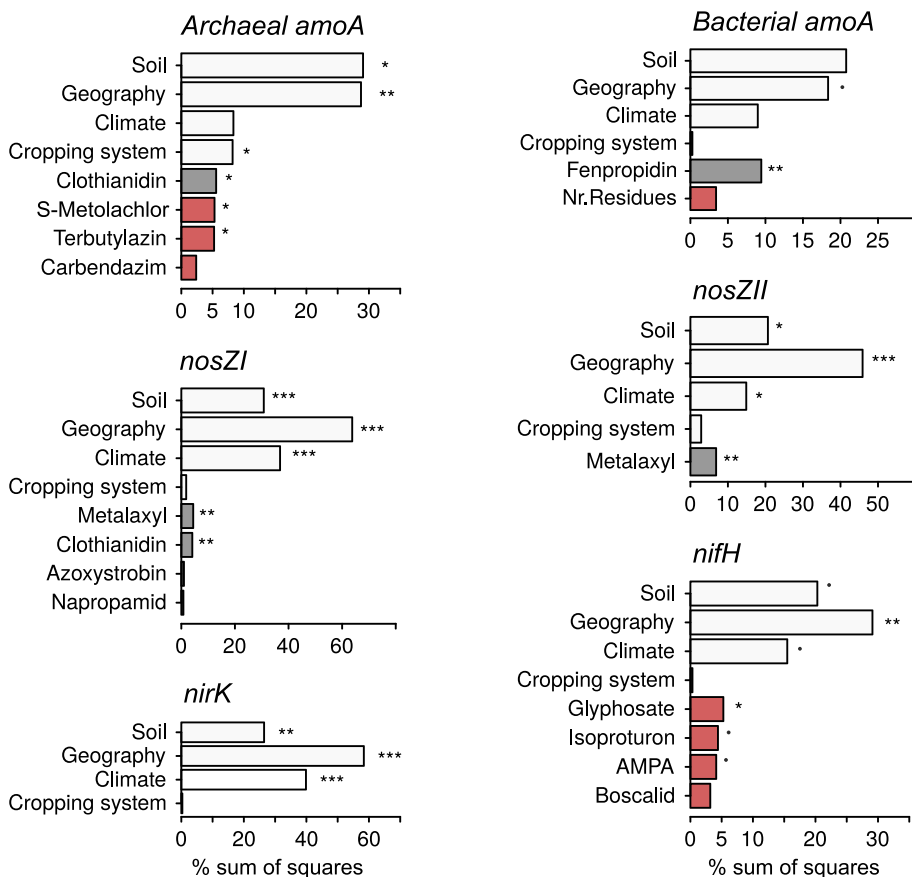 Archaeal amoA
Soil *
Geography **
Climate
Cropping system *
Clothianidin *
S-Metolachlor *
Terbutylazin *
Carbendazim
0 5 10 20 30
nosZI
Soil ***
Geography ***
Climate ***
Cropping system
Metalaxyl **
Clothianidin **
Azoxystrobin
Napropamid
0 20 40 60
nirK
Soil **
Geography ***
Climate ***
Cropping system
0 20 40 60
% sum of squares
Bacterial amoA
Soil
Geography •
Climate
Cropping system
Fenpropidin **
Nr.Residues
0 5 10 15 20 25
nosZII
Soil *
Geography ***
Climate *
Cropping system
Metalaxyl **
0 10 20 30 40 50
nifH
Soil •
Geography **
Climate •
Cropping system
Glyphosate *
Isoproturon •
AMPA •
Boscalid
0 5 10 20 30
% sum of squares